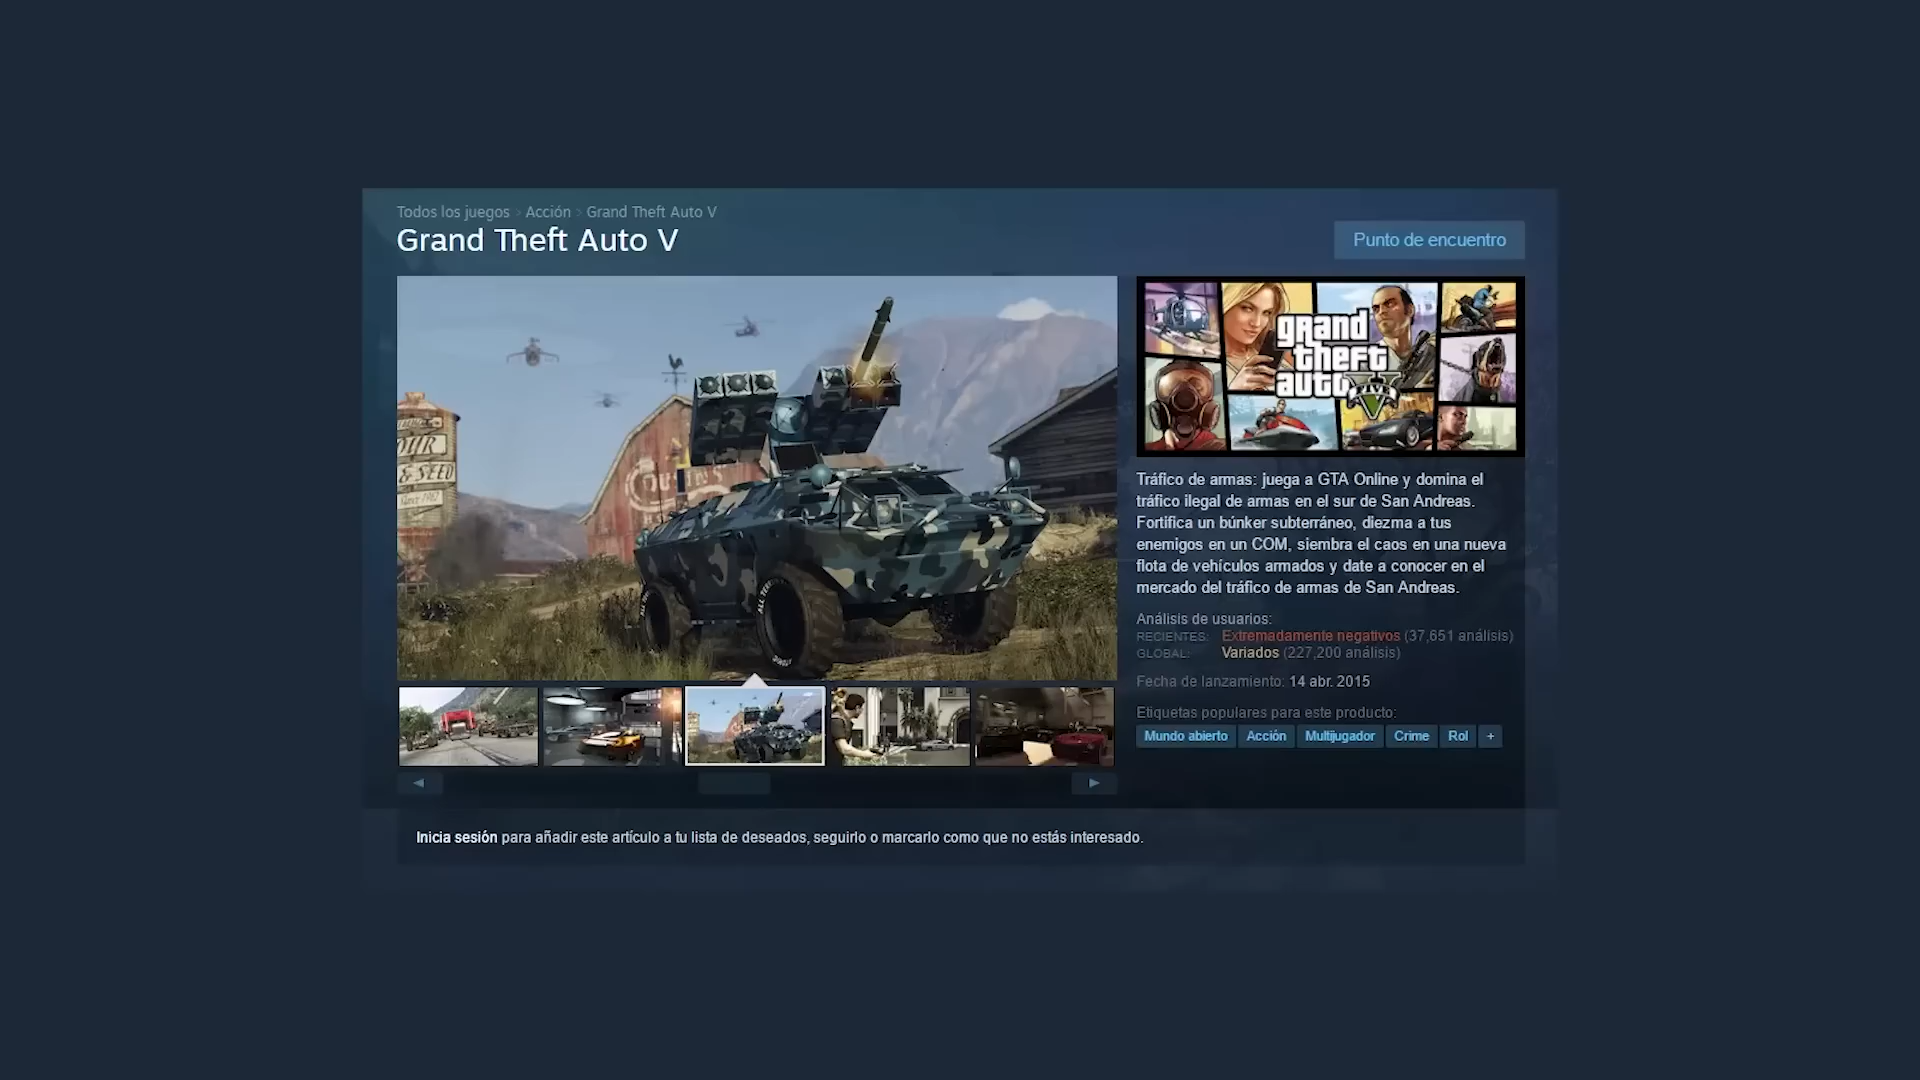 Todos los juegos > Acción > Grand Theft Auto V
Grand Theft Auto V
Punto de encuentro
& SEED
grand
theft
auto V
FIVE
Tráfico de armas: juega a GTA Online y domina el
tráfico ilegal de armas en el sur de San Andreas.
Fortifica un búnker subterráneo, diezma a tus
enemigos en un COM, siembra el caos en una nueva
flota de vehículos armados y date a conocer en el
mercado del tráfico de armas de San Andreas.
Análisis de usuarios:
RECIENTES: Extremadamente negativos (37,651 análisis)
GLOBAL: Variados (227,200 análisis)
Fecha de lanzamiento: 14 abr. 2015
Etiquetas populares para este producto:
Mundo abierto Acción Multijugador Crime Rol +
Inicia sesión para añadir este artículo a tu lista de deseados, seguirlo o marcarlo como que no estás interesado.